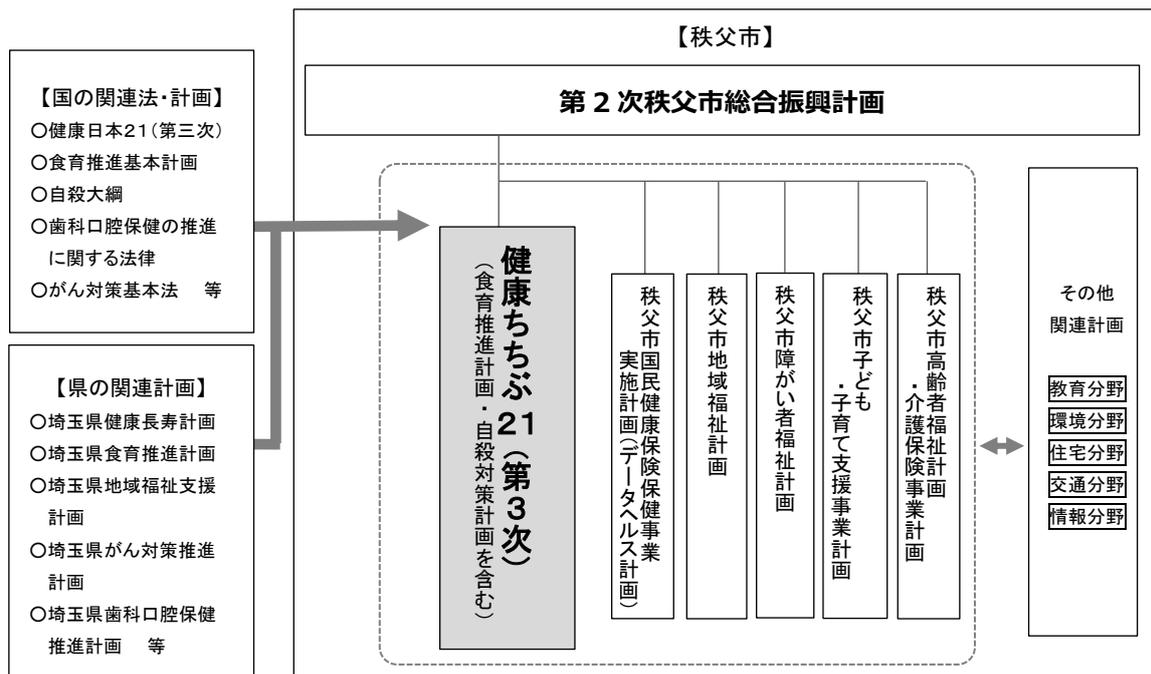 【国の関連法・計画】
○健康日本21(第三次)
○食育推進基本計画
○自殺大綱
○歯科口腔保健の推進
に関する法律
○がん対策基本法 等
【県の関連計画】
○埼玉県健康長寿計画
○埼玉県食育推進計画
○埼玉県地域福祉支援
計画
○埼玉県がん対策推進
計画
○埼玉県歯科口腔保健
推進計画 等
【秩父市】
第2次秩父市総合振興計画
健康ちちぶ21(第3次)
(食育推進計画・自殺対策計画を含む)
秩父市国民健康保険保健事業
実施計画(データヘルス計画)
秩父市地域福祉計画
秩父市障がい者福祉計画
秩父市子ども
・子育て支援事業計画
秩父市高齢者福祉計画
・介護保険事業計画
その他
関連計画
教育分野
環境分野
住宅分野
交通分野
情報分野